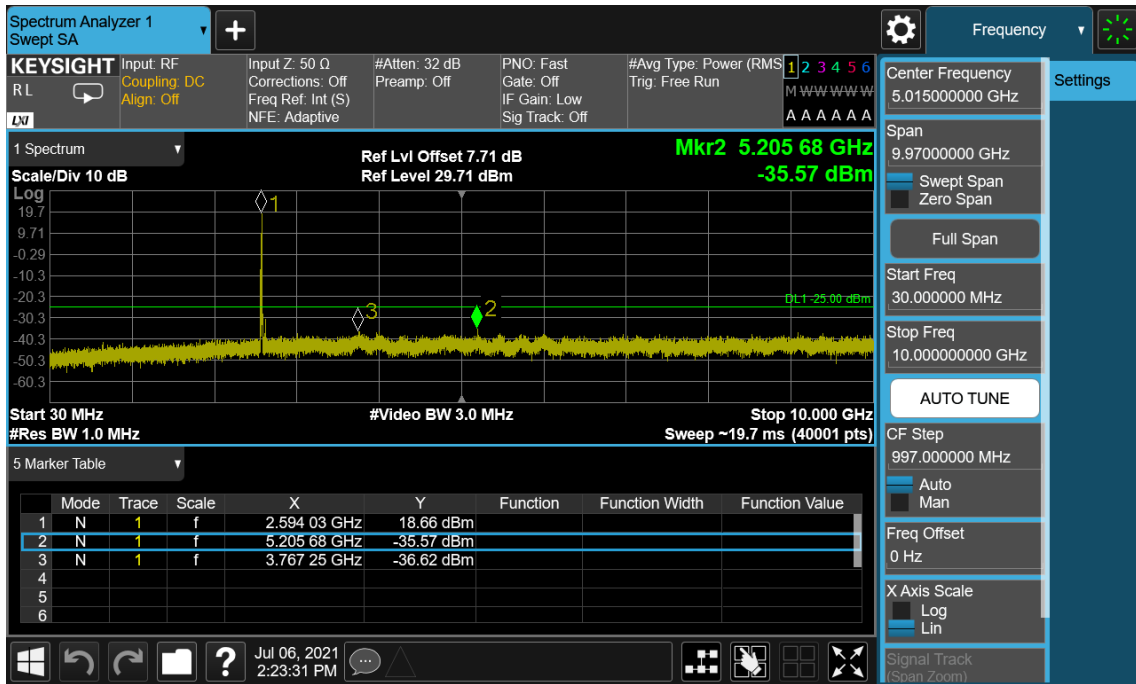 Spectrum Analyzer 1
Swept SA
Frequency
KEYSIGHT
RL
LXI
Input: RF
Coupling: DC
Align: Off
Input Z: 50 Ω
Corrections: Off
Freq Ref: Int (S)
NFE: Adaptive
#Atten: 32 dB
Preamp: Off
PNO: Fast
Gate: Off
IF Gain: Low
Sig Track: Off
#Avg Type: Power (RMS
Trig: Free Run
1 2 3 4 5 6
M W W W W W
A A A A A A
1 Spectrum
Scale/Div 10 dB
Ref Lvl Offset 7.71 dB
Ref Level 29.71 dBm
Mkr2 5.205 68 GHz
-35.57 dBm
Log
19.7
9.71
-0.29
-10.3
-20.3
-30.3
-40.3
-50.3
-60.3
1
3
2
DL1 -25.00 dBm
Start 30 MHz
#Video BW 3.0 MHz
Stop 10.000 GHz
#Res BW 1.0 MHz
Sweep ~19.7 ms (40001 pts)
5 Marker Table
Mode Trace Scale X Y Function Function Width Function Value
1 N 1 f 2.594 03 GHz 18.66 dBm
2 N 1 f 5.205 68 GHz -35.57 dBm
3 N 1 f 3.767 25 GHz -36.62 dBm
4
5
6
?
Jul 06, 2021
2:23:31 PM
Center Frequency
5.015000000 GHz
Span
9.97000000 GHz
Swept Span
Zero Span
Full Span
Start Freq
30.000000 MHz
Stop Freq
10.000000000 GHz
AUTO TUNE
CF Step
997.000000 MHz
Auto
Man
Freq Offset
0 Hz
X Axis Scale
Log
Lin
Signal Track
(Span Zoom)
Settings